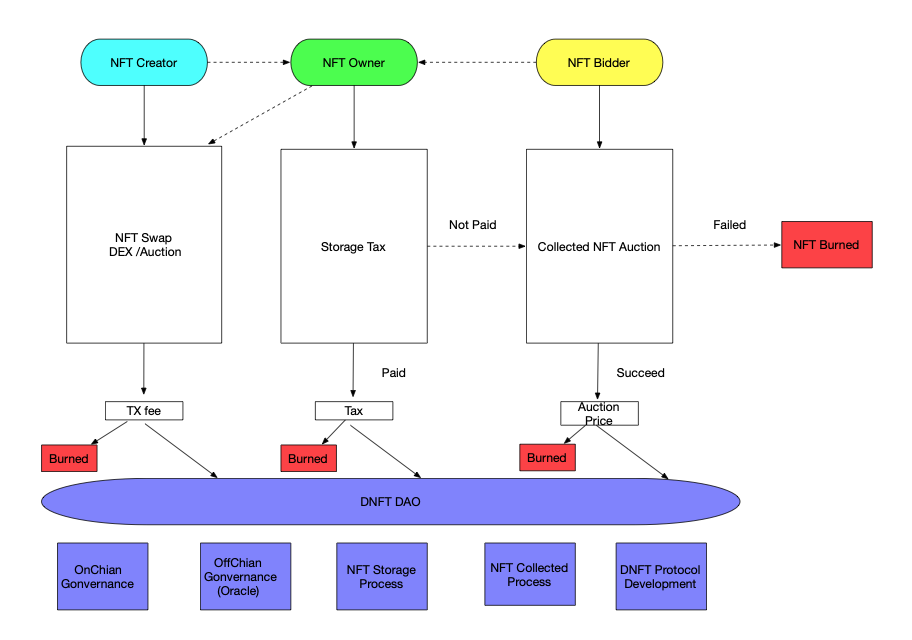 NFT Creator
NFT Owner
NFT Bidder
NFT Swap
DEX /Auction
Storage Tax
Not Paid
Collected NFT Auction
Failed
NFT Burned
Paid
Succeed
TX fee
Tax
Auction
Price
Burned
Burned
Burned
DNFT DAO
OnChian
Gonvernance
OffChian
Gonvernance
(Oracle)
NFT Storage
Process
NFT Collected
Process
DNFT Protocol
Development